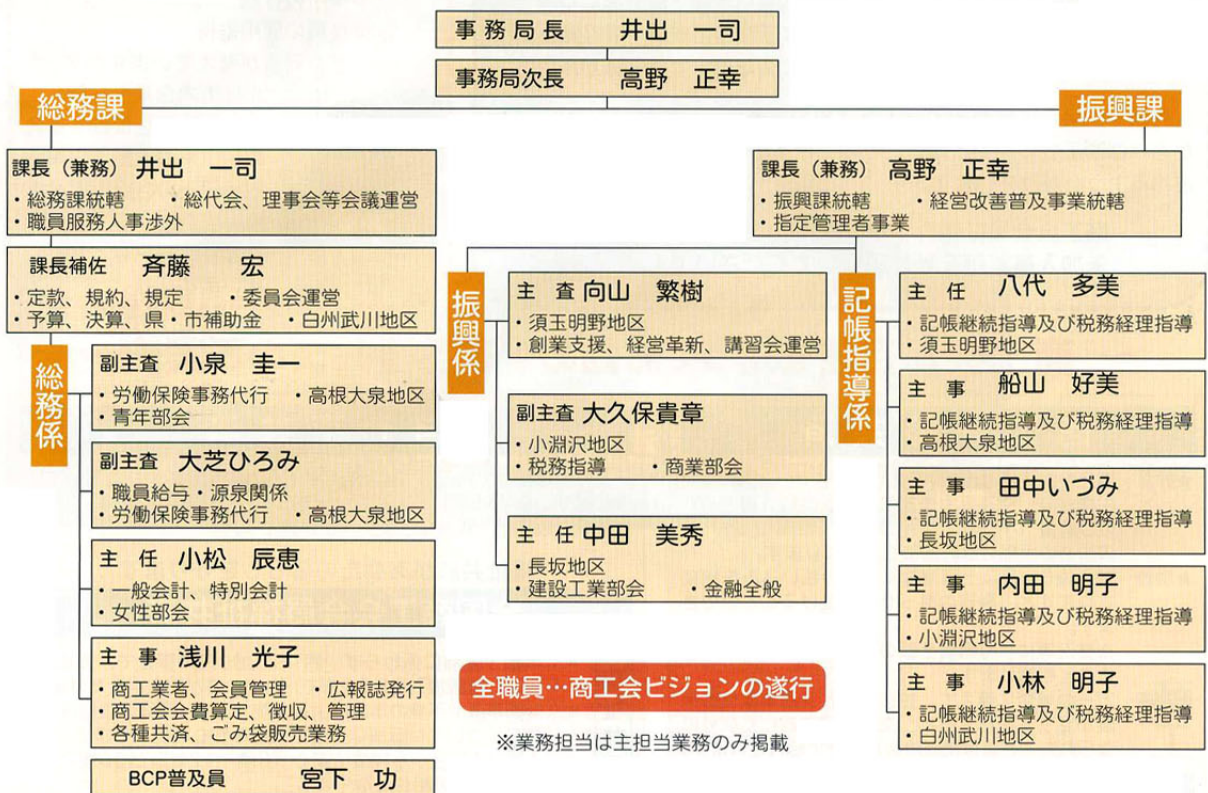 事務局長 井出 一司
事務局次長 高野 正幸
総務課
課長（兼務） 井出 一司
・総務課統轄 ・総代会、理事会等会議運営
・職員服務人事渉外
課長補佐 斉藤 宏
・定款、規約、規定 ・委員会運営
・予算、決算、県・市補助金 ・白州武川地区
総務係
副主査 小泉 圭一
・労働保険事務代行 ・高根大泉地区
・青年部会
副主査 大芝ひろみ
・職員給与・源泉関係
・労働保険事務代行 ・高根大泉地区
主 任 小松 辰恵
・一般会計、特別会計
・女性部会
主 事 浅川 光子
・商工業者、会員管理 ・広報誌発行
・商工会会費算定、徴収、管理
・各種共済、ごみ袋販売業務
BCP普及員 宮下 功
振興課
課長（兼務） 高野 正幸
・振興課統轄 ・経営改善普及事業統轄
・指定管理者事業
振興係
主 査 向山 繁樹
・須玉明野地区
・創業支援、経営革新、講習会運営
副主査 大久保貴章
・小淵沢地区
・税務指導 ・商業部会
主 任 中田 美秀
・長坂地区
・建設工業部会 ・金融全般
記帳指導係
主 任 八代 多美
・記帳継続指導及び税務経理指導
・須玉明野地区
主 事 船山 好美
・記帳継続指導及び税務経理指導
・高根大泉地区
主 事 田中いづみ
・記帳継続指導及び税務経理指導
・長坂地区
主 事 内田 明子
・記帳継続指導及び税務経理指導
・小淵沢地区
主 事 小林 明子
・記帳継続指導及び税務経理指導
・白州武川地区
全職員…商工会ビジョンの遂行
※業務担当は主担当業務のみ掲載